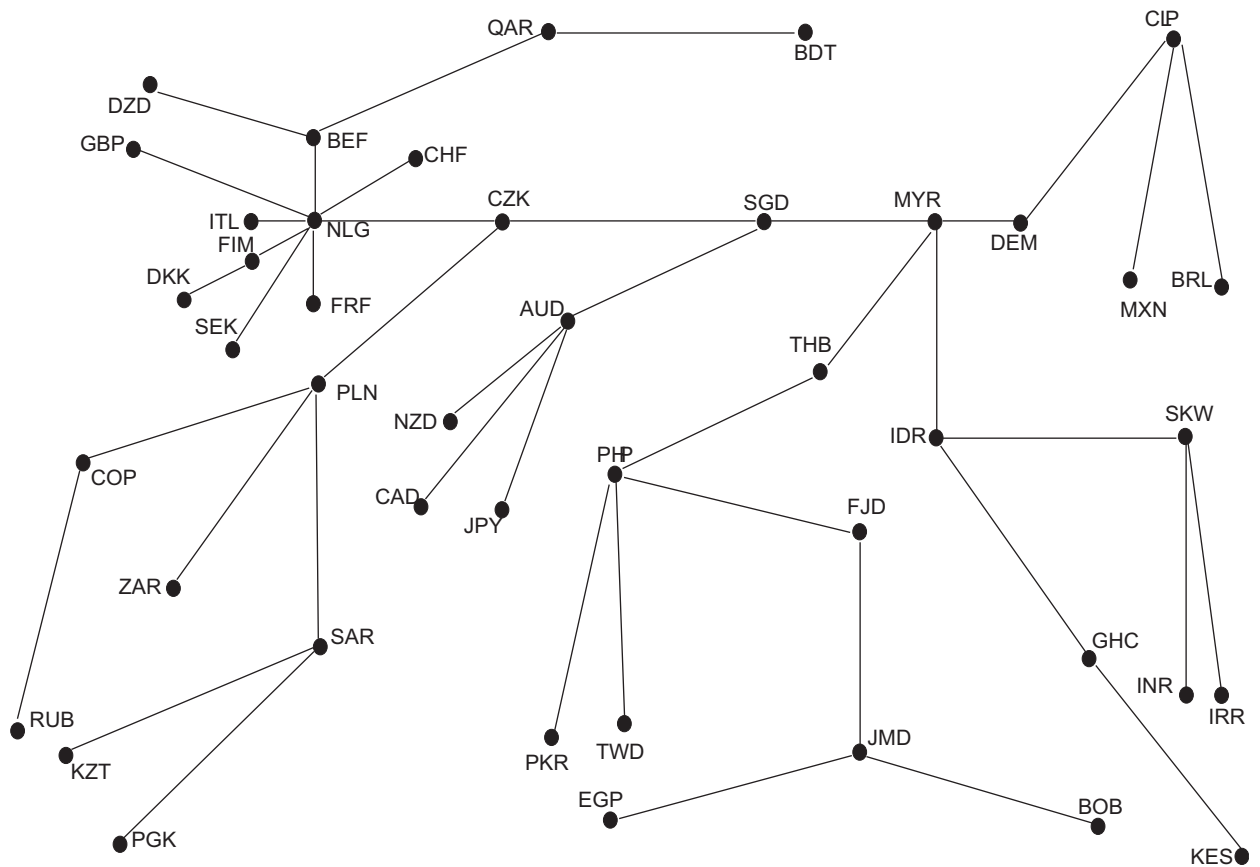 CLP
QAR
BDT
DZD
BEF
GBP
CHF
CZK
SGD
MYR
ITL
NLG
FIM
DEM
DKK
FRF
MXN
BRL
AUD
SEK
THB
PLN
NZD
SKW
IDR
PHP
COP
CAD
JPY
FJD
ZAR
SAR
GHC
INR
IRR
RUB
KZT
PKR
TWD
JMD
EGP
BOB
PGK
KES